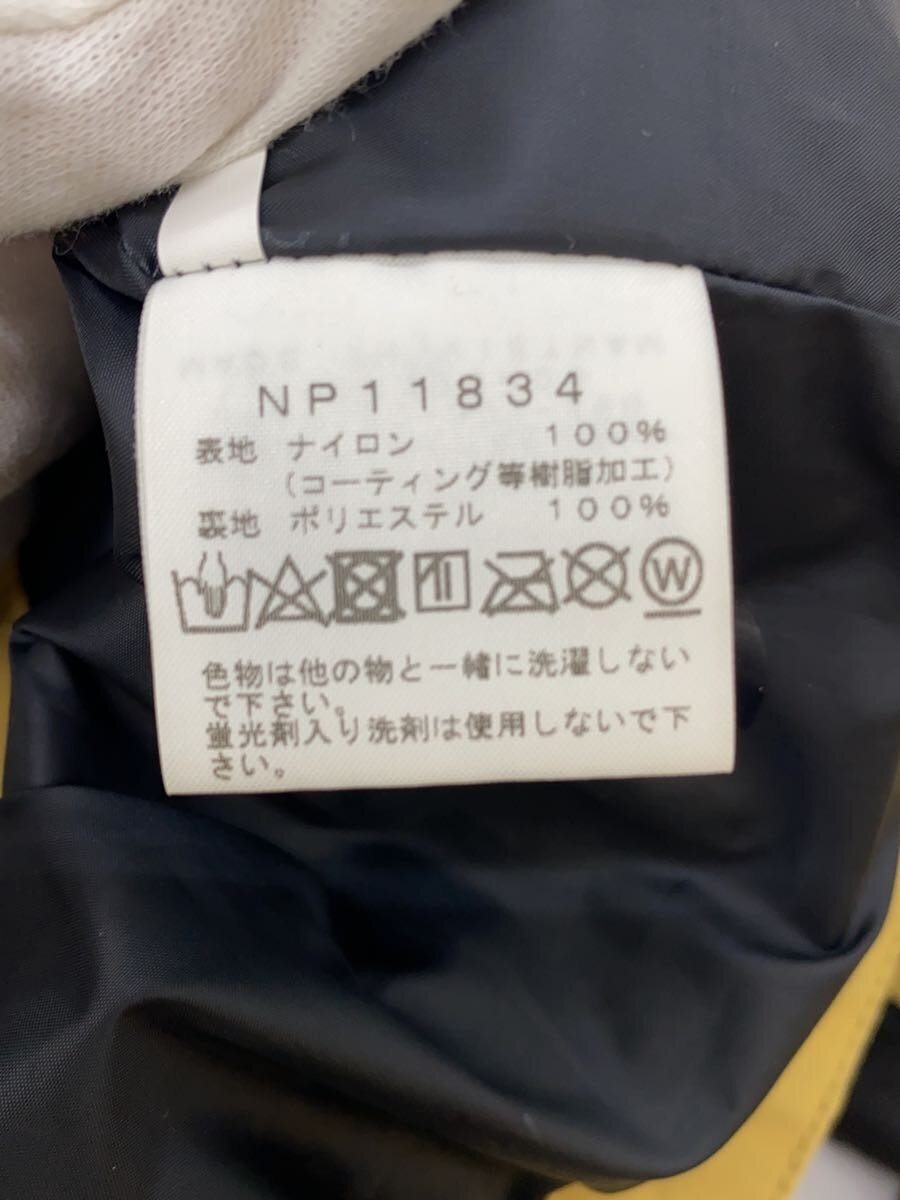 NP11834
表地 ナイロン 100%
(コーティング等樹脂加工)
裏地 ポリエステル 100%
W
色物は他の物と一緒に洗濯しない
で下さい。
蛍光剤入り洗剤は使用しないで下
さい。